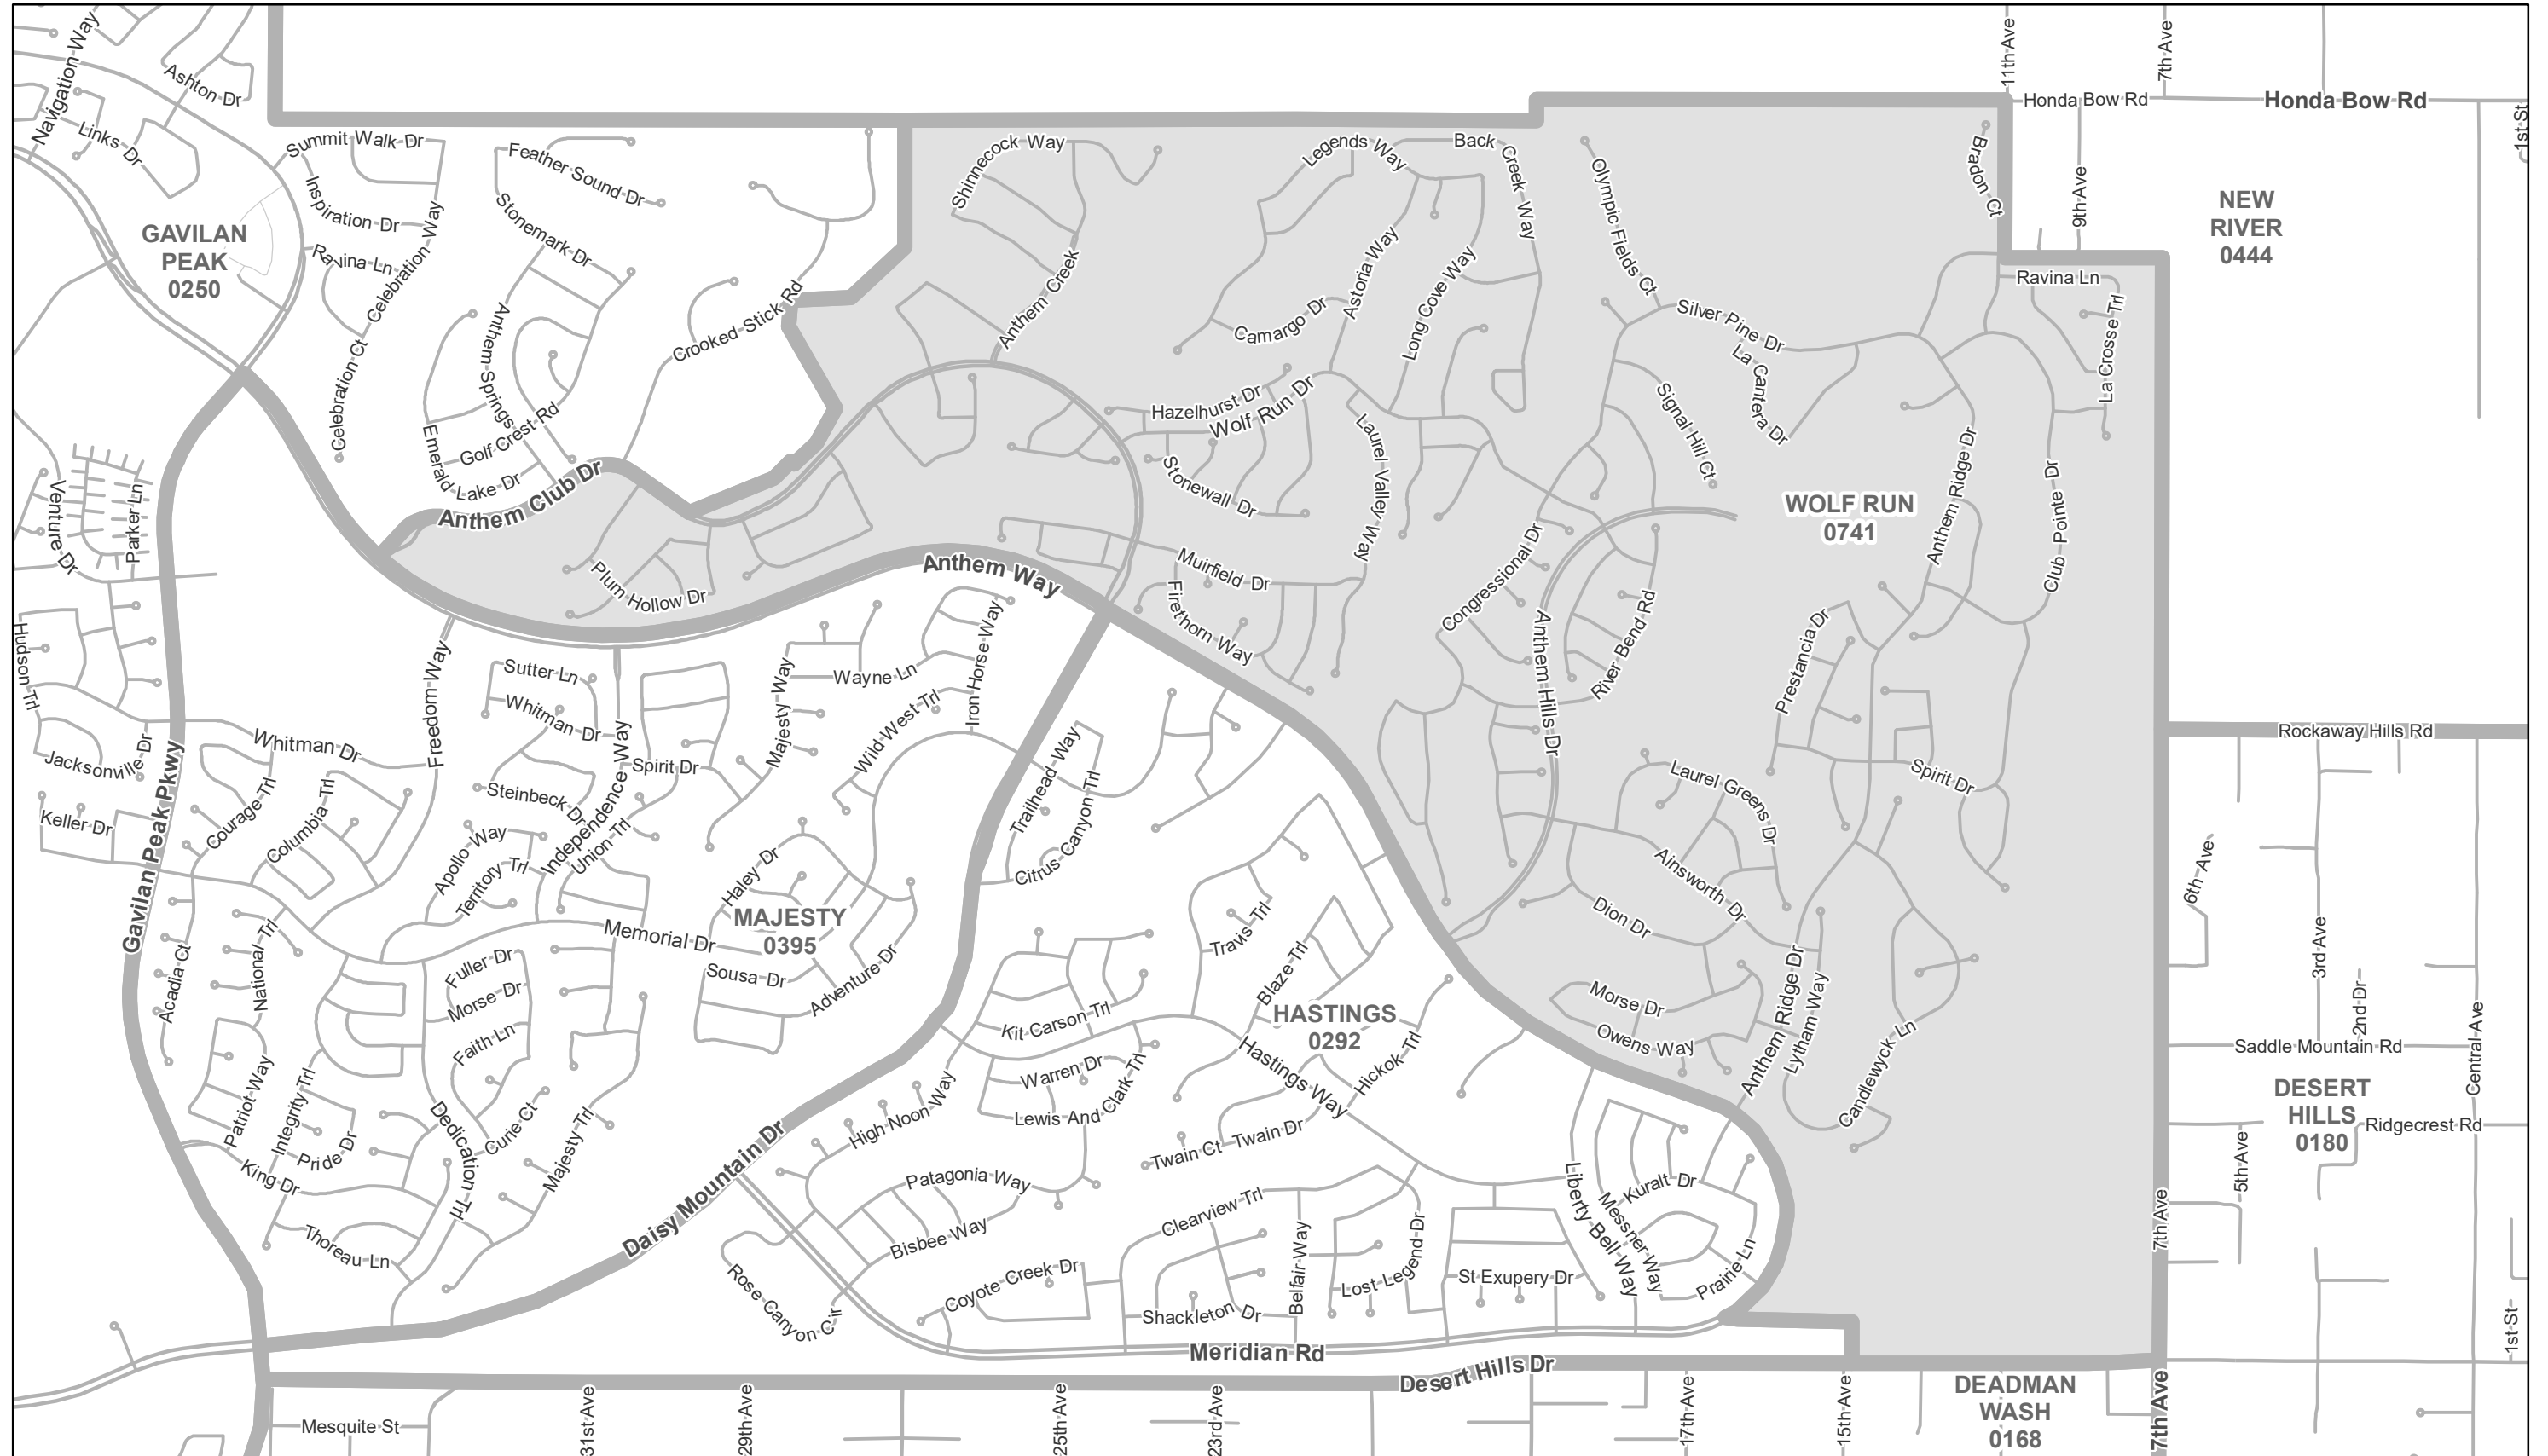 11th Ave
7th Ave
Honda Bow Rd
Honda Bow Rd
1st St
Navigation Way
Ashton Dr
Links Dr
Summit Walk Dr
Feather Sound Dr
Inspiration Dr
Stonemark Dr
Ravina Ln
Celebration Way
GAVILAN
PEAK
0250
Shinnecock Way
Legends Way
Back Creek Way
Olympic Fields Ct
Bradon Ct
9th Ave
NEW
RIVER
0444
Anthem Creek
Astoria Way
Long Cove Way
Camargo Dr
Silver Pine Dr
La Cantera Dr
Ravina Ln
La Crosse Trl
Anthem Springs
Crooked Stick Rd
Celebration Ct
Golf Crest Rd
Emerald Lake Dr
Anthem Club Dr
Hazelhurst Dr
Wolf Run Dr
Laurel Valley Way
Signal Hill Ct
Stonewall Dr
WOLF RUN
0741
Anthem Ridge Dr
Club Pointe Dr
Venture Dr
Parker Ln
Plum Hollow Dr
Anthem Way
Muirfield Dr
Firethorn Way
Congressional Dr
Anthem Hills Dr
River Bend Rd
Prestancia Dr
Hudson Trl
Freedom Way
Sutter Ln
Whitman Dr
Majesty Way
Wayne Ln
Iron Horse Way
Wild West Trl
Whitman Dr
Jacksonville Dr
Independence Way
Spirit Dr
Steinbeck Dr
Trailhead Way
Citrus Canyon Trl
Laurel Greens Dr
Spirit Dr
Rockaway Hills Rd
Keller Dr
Gavilan Peak Pkwy
Courage Trl
Columbia Trl
Apollo Way
Territory Trl
Union Trl
Haley Dr
MAJESTY
0395
Memorial Dr
Sousa Dr
Adventure Dr
Travis Trl
Blaze Trl
Ainsworth Dr
Dion Dr
6th Ave
3rd Ave
2nd Dr
Central Ave
Acadia Ct
National Trl
Fuller Dr
Morse Dr
Faith Ln
Kit Carson Trl
Warren Dr
Lewis And Clark Trl
HASTINGS
0292
Hastings Way
Hickok Trl
Morse Dr
Owens Way
Anthem Ridge Dr
Lytham Way
Candlewyck Ln
Saddle Mountain Rd
DESERT
HILLS
0180
Ridgecrest Rd
5th Ave
Patriot Way
Integrity Trl
Pride Dr
King Dr
Dedication Trl
Curie Ct
Majesty Trl
Thoreau Ln
High Noon Way
Daisy Mountain Dr
Patagonia Way
Bisbee Way
Twain Ct
Twain Dr
Clearview Trl
Belfair Way
Lost Legend Dr
Liberty Bell Way
Messner Way
Kuralt Dr
Prairie Ln
St Exupery Dr
7th Ave
Rose Canyon Cir
Coyote Creek Dr
Shackleton Dr
Meridian Rd
Desert Hills Dr
1st St
Mesquite St
31st Ave
29th Ave
25th Ave
23rd Ave
17th Ave
15th Ave
DEADMAN
WASH
0168
7th Ave